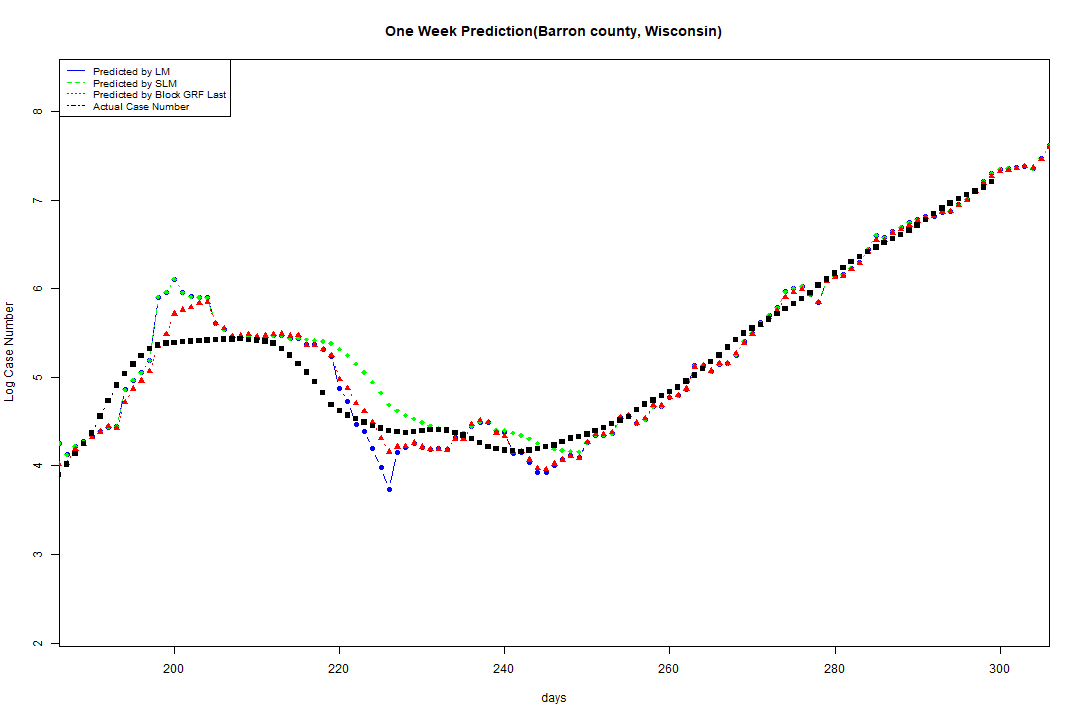 One Week Prediction(Barron county, Wisconsin)
Predicted by LM
Predicted by SLM
Predicted by Block GRF Last
Actual Case Number
8
7
6
5
4
3
2
Log Case Number
200 220 240 260 280 300
days